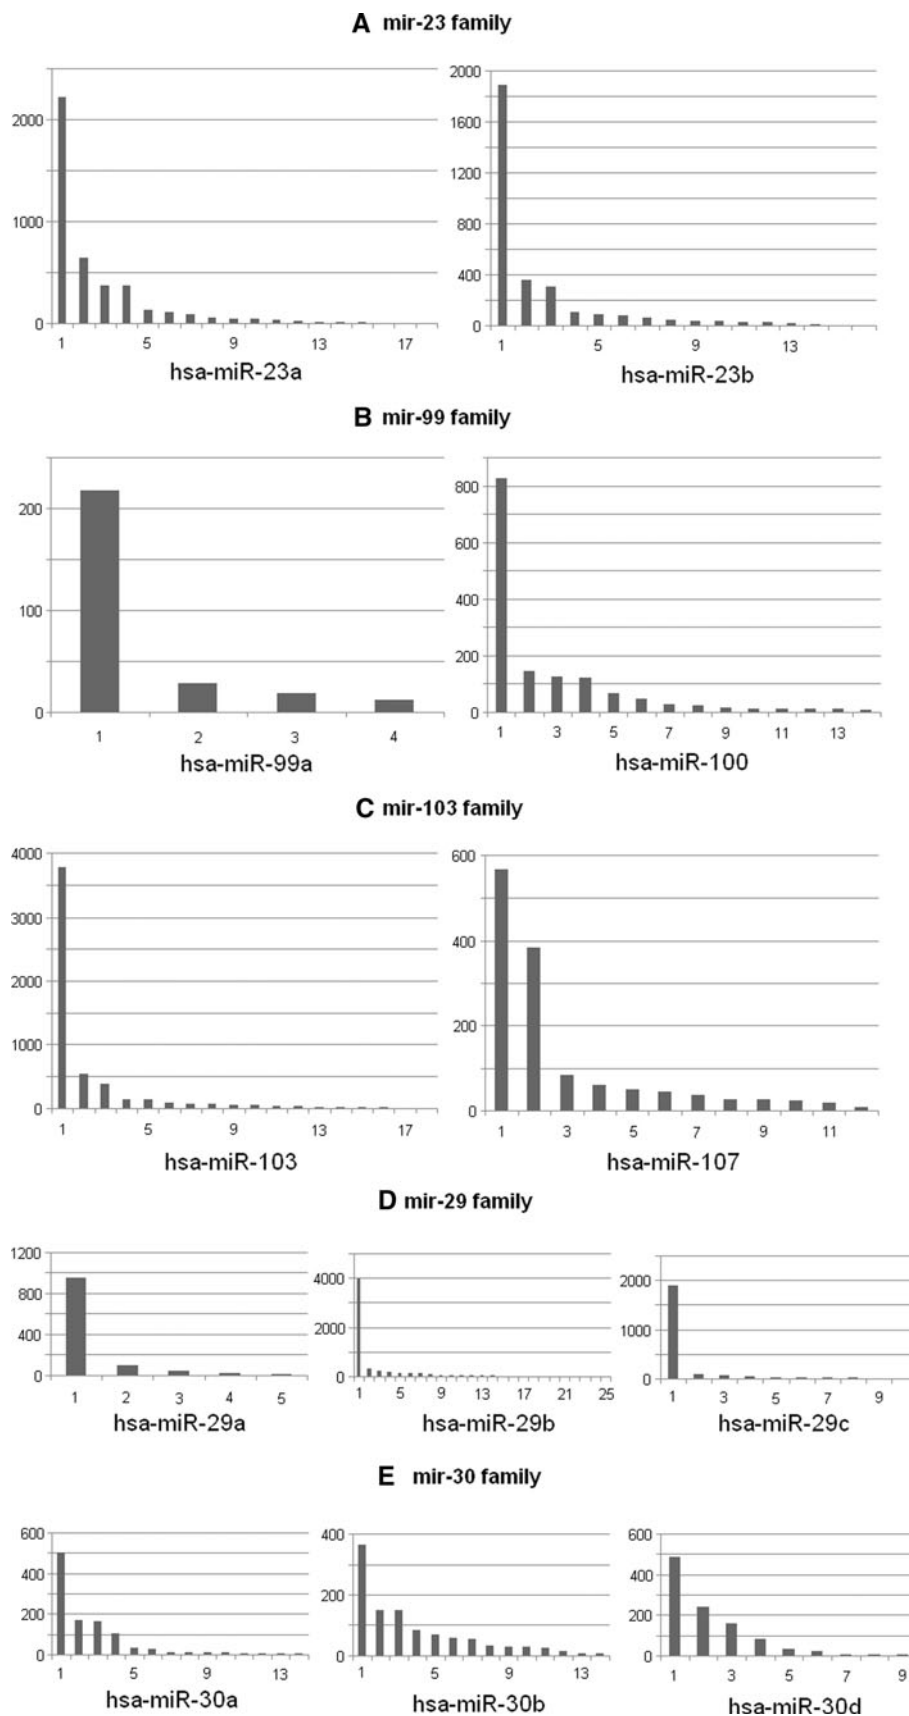 A mir-23 family
2000
1000
0
1 5 9 13 17
hsa-miR-23a
2000
1600
1200
800
400
0
1 5 9 13
hsa-miR-23b
B mir-99 family
200
100
0
1 2 3 4
hsa-miR-99a
800
600
400
200
0
1 3 5 7 9 11 13
hsa-miR-100
C mir-103 family
4000
3000
2000
1000
0
1 5 9 13 17
hsa-miR-103
600
400
200
0
1 3 5 7 9 11
hsa-miR-107
D mir-29 family
1200
800
400
0
1 2 3 4 5
hsa-miR-29a
4000
2000
0
1 5 9 13 17 21 25
hsa-miR-29b
2000
1000
0
1 3 5 7 9
hsa-miR-29c
E mir-30 family
600
400
200
0
1 5 9 13
hsa-miR-30a
400
200
0
1 5 9 13
hsa-miR-30b
600
400
200
0
1 3 5 7 9
hsa-miR-30d